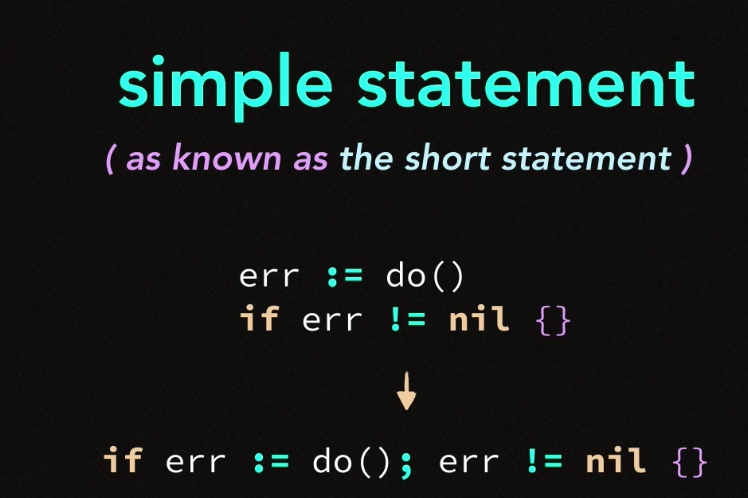 simple statement
( as known as the short statement )
err := do()
if err != nil {}
if err := do(); err != nil {}